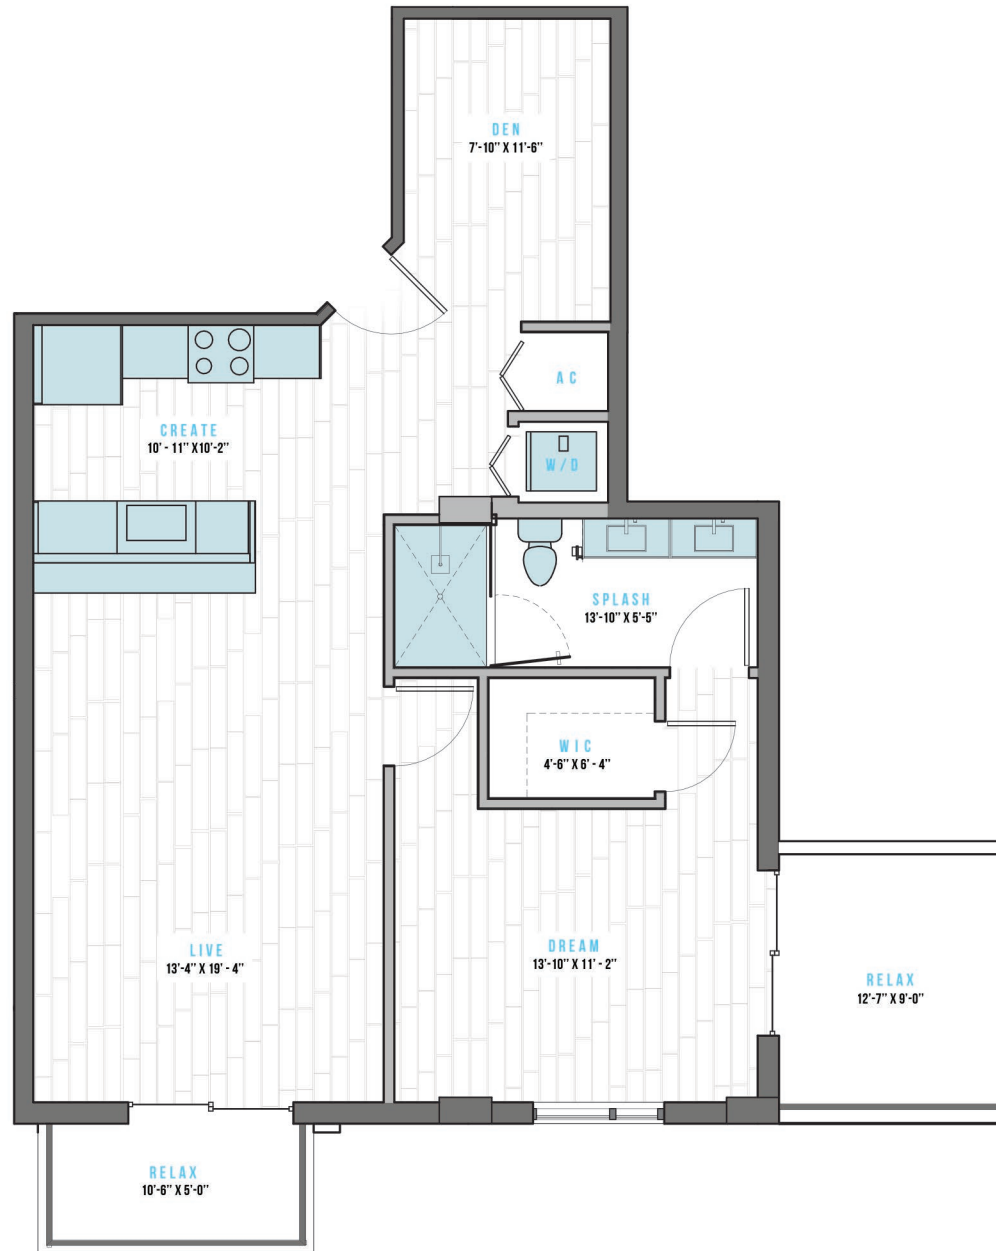 DEN
7'-10" X 11'-6"
AC
CREATE
10' - 11" X10'-2"
W/D
SPLASH
13'-10" X 5'-5"
WIC
4'-6" X 6' - 4"
LIVE
13'-4" X 19' - 4"
DREAM
13'-10" X 11' - 2"
RELAX
12'-7" X 9'-0"
RELAX
10'-6" X 5'-0"